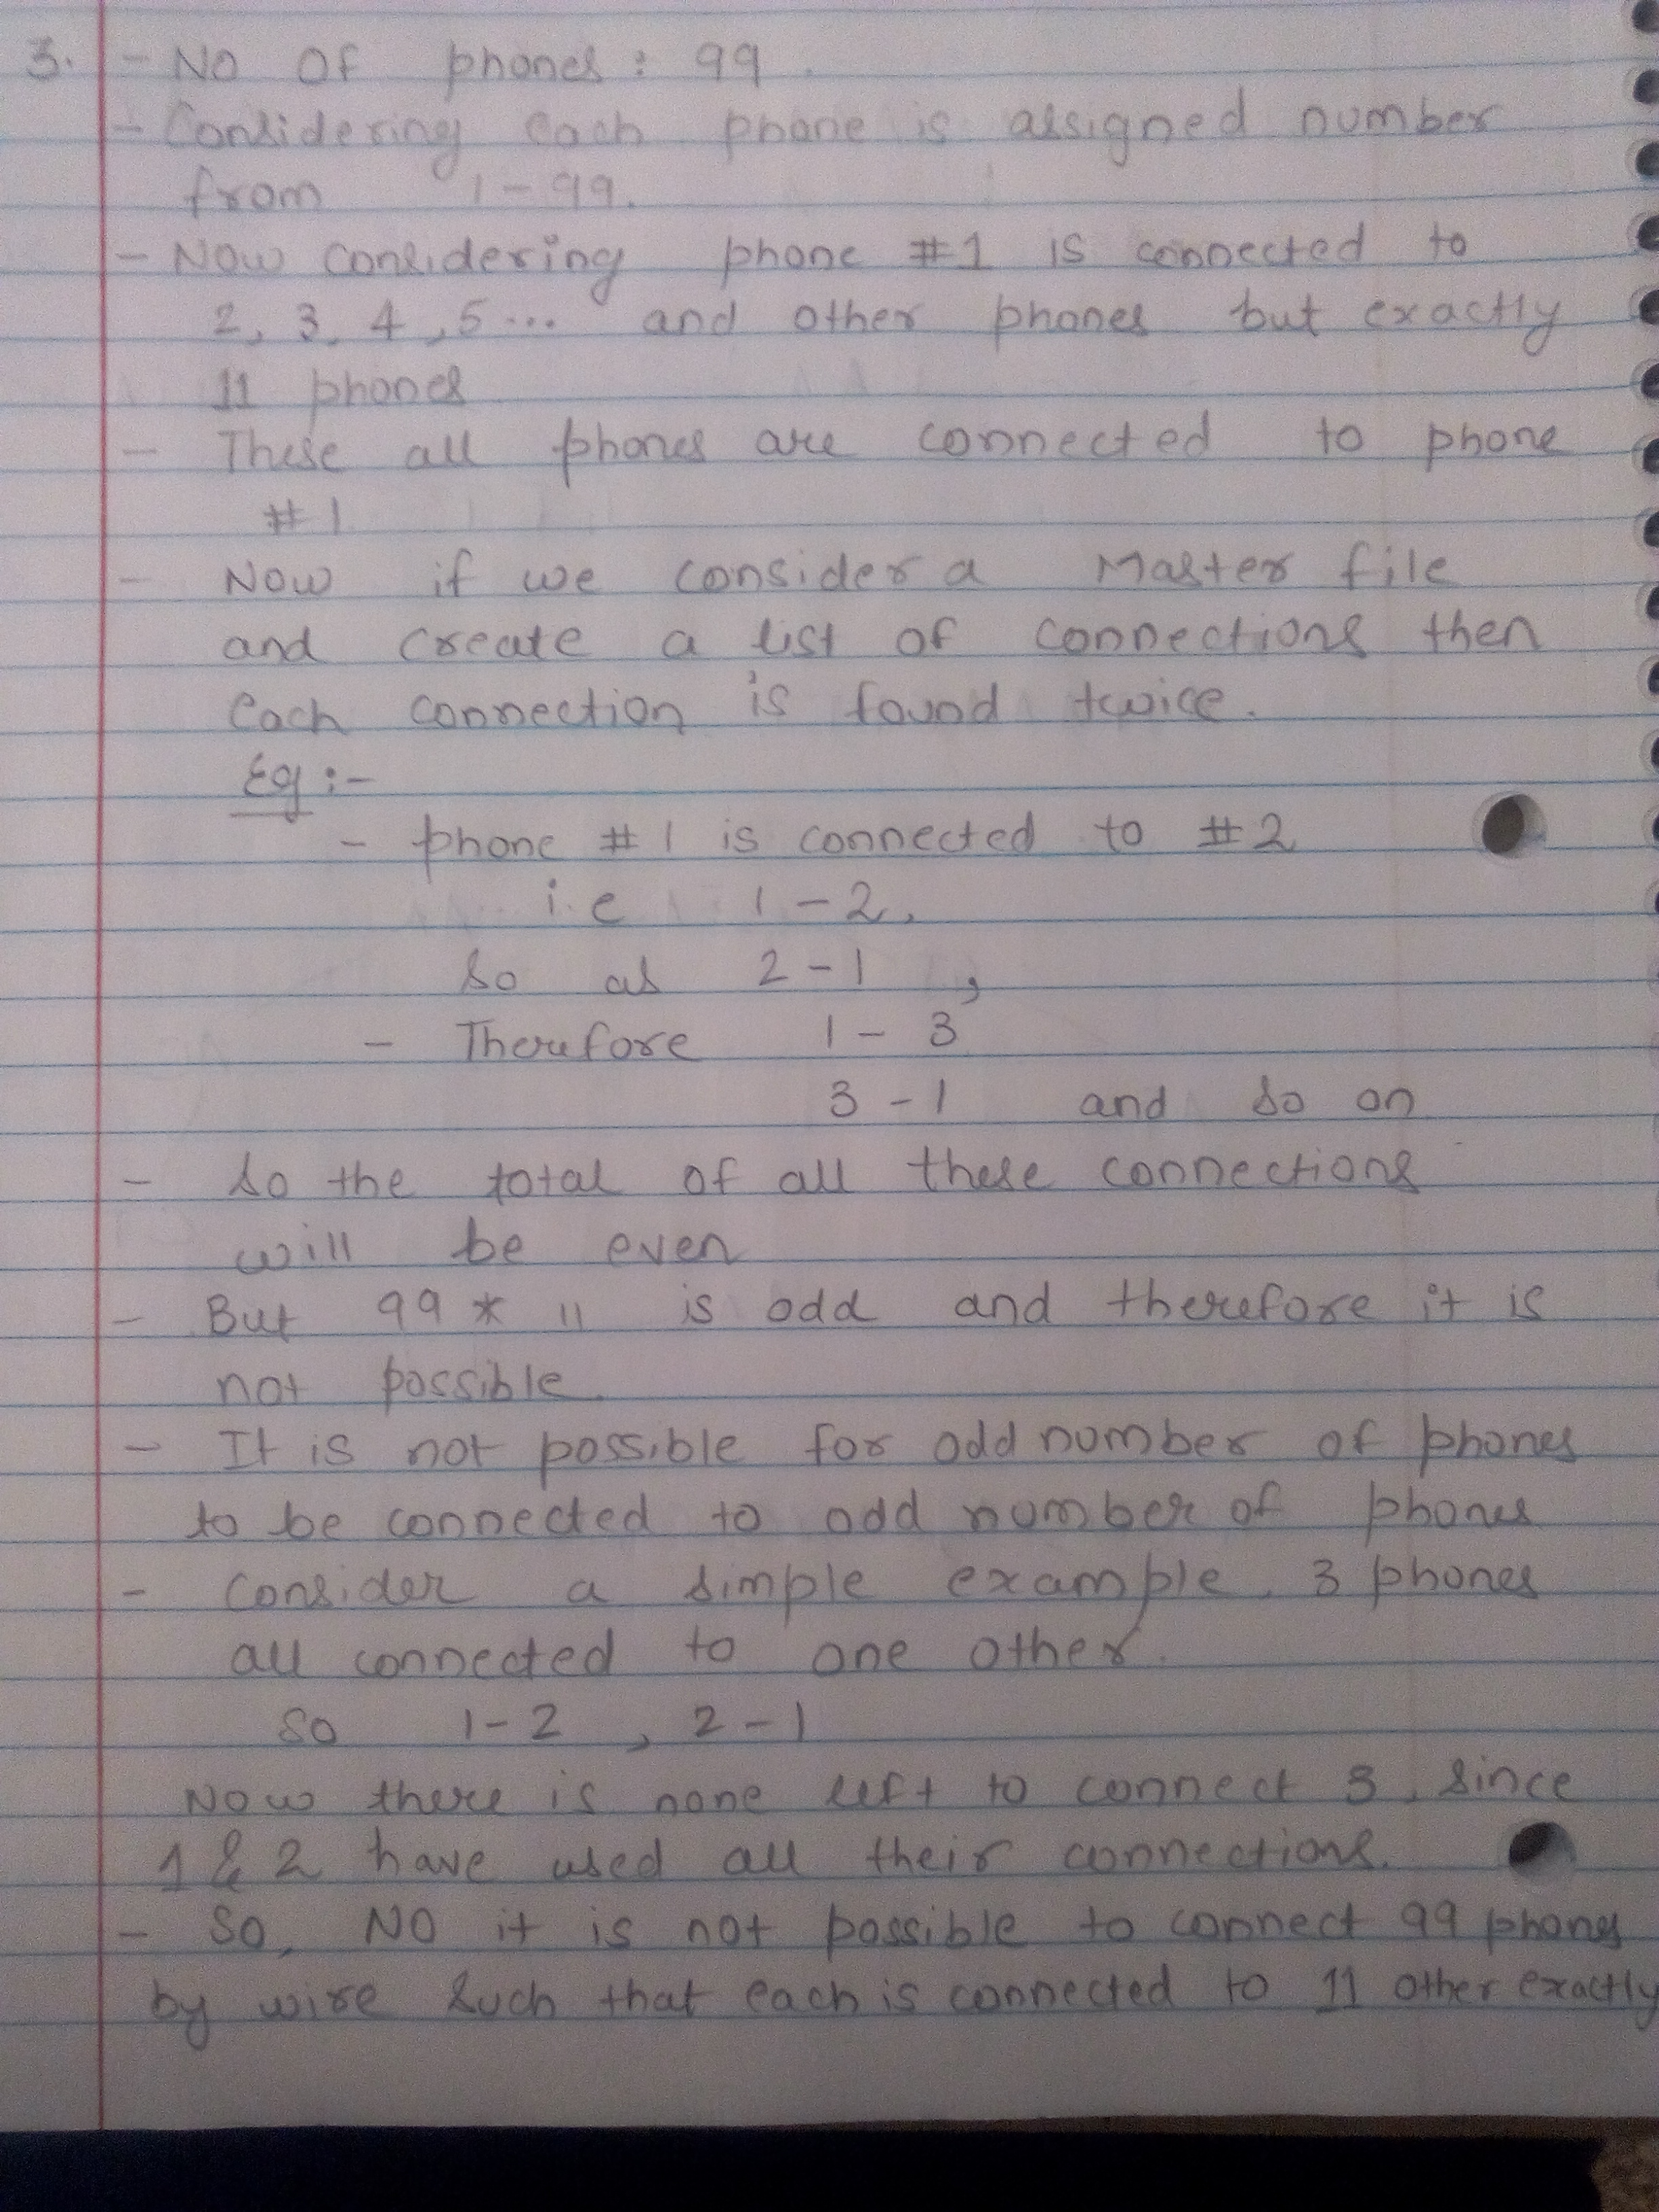 3. - No Of phones : 99.
- Considering each phone is assigned number
from 1-99.
- Now considering phone #1 is connected to
2, 3, 4, 5... and other phones but exactly
11 phones
- These all phones are connected to phone
#1
- Now if we consider a Master file
and create a list of connections then
each connection is found twice.
Eg :-
- phone #1 is connected to #2
i.e 1-2,
so as 2-1,
- Therefore 1-3
3-1 and so on
- So the total of all these connections
will be even
- But 99 * 11 is odd and therefore it is
not possible.
- It is not possible for odd number of phones
to be connected to odd number of phones
- Consider a simple example. 3 phones
all connected to one other.
so 1-2, 2-1
Now there is none left to connect 3, since
1 & 2 have used all their connections.
- So, NO it is not possible to connect 99 phones
by wire such that each is connected to 11 other exactly